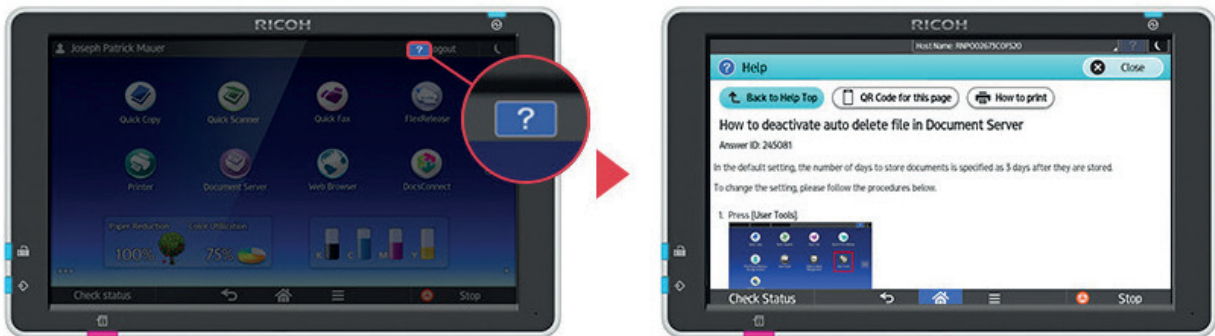 RICOH
Joseph Patrick Mauer
? Logout
?
Quick Copy Quick Scanner Quick Fax FlexRelease
Printer Document Server Web Browser DocsConnect
Paper Reduction Color Utilization
100% 75% K C M Y
Check status Stop
RICOH
Host Name: RNP002673C0F520 ?
? Help Close
Back to Help Top QR Code for this page How to print
How to deactivate auto delete file in Document Server
Answer ID: 245081
In the default setting, the number of days to store documents is specified as 3 days after they are stored.
To change the setting, please follow the procedures below.
1. Press [User Tools]
Check Status Stop